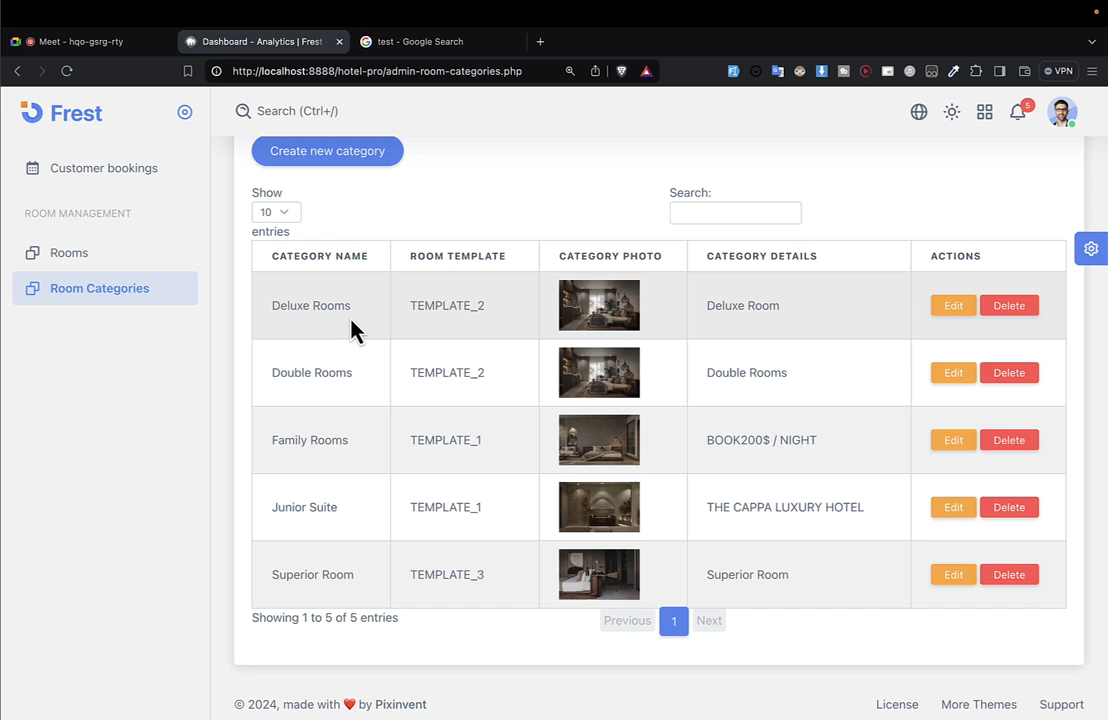 Meet - hqo-gsrg-rty
Dashboard - Analytics | Frest
test - Google Search
http://localhost:8888/hotel-pro/admin-room-categories.php
VPN
Frest
Search (Ctrl+/)
5
Customer bookings
ROOM MANAGEMENT
Rooms
Room Categories
Create new category
Show
10
entries
Search:
CATEGORY NAME ROOM TEMPLATE CATEGORY PHOTO CATEGORY DETAILS ACTIONS
Deluxe Rooms TEMPLATE_2 Deluxe Room Edit Delete
Double Rooms TEMPLATE_2 Double Rooms Edit Delete
Family Rooms TEMPLATE_1 BOOK200$ / NIGHT Edit Delete
Junior Suite TEMPLATE_1 THE CAPPA LUXURY HOTEL Edit Delete
Superior Room TEMPLATE_3 Superior Room Edit Delete
Showing 1 to 5 of 5 entries
Previous 1 Next
© 2024, made with ❤️ by Pixinvent
License More Themes Support